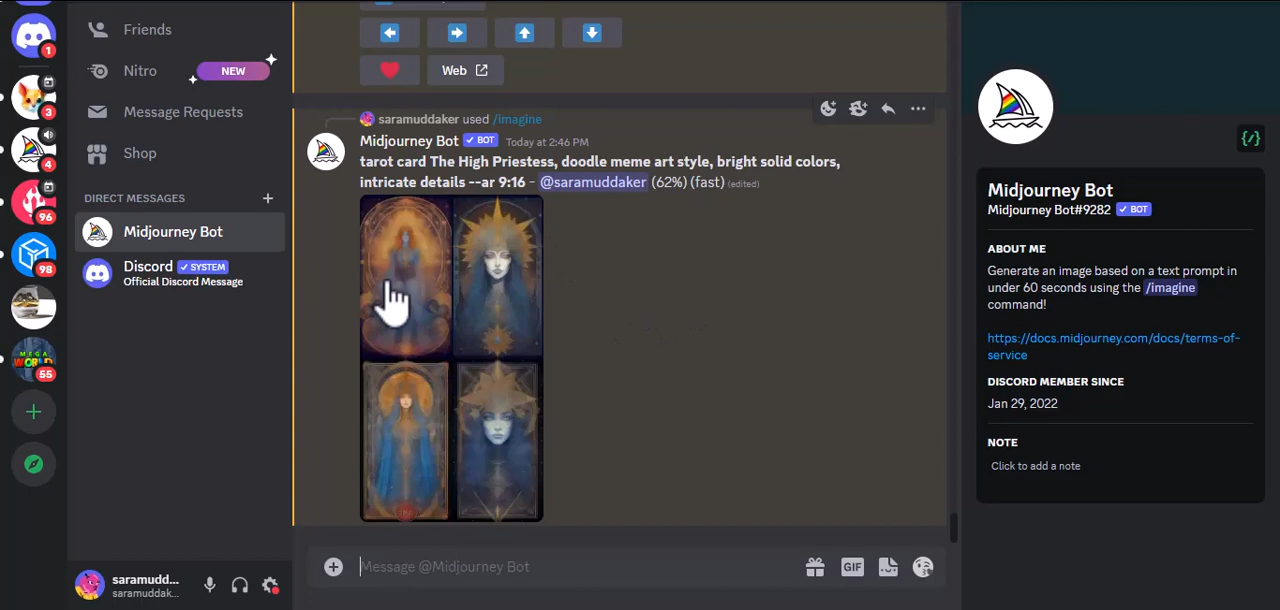 1
3
4
96
98
MEGA
WORLD
55
Friends
Nitro
NEW
Message Requests
Shop
DIRECT MESSAGES
Midjourney Bot
Discord ✓ SYSTEM
Official Discord Message
saramudd...
saramuddak...
Web
saramuddaker used /imagine
Midjourney Bot ✓ BOT Today at 2:46 PM
tarot card The High Priestess, doodle meme art style, bright solid colors,
intricate details --ar 9:16 - @saramuddaker (62%) (fast) (edited)
Message @Midjourney Bot
GIF
{/}
Midjourney Bot
Midjourney Bot#9282 ✓ BOT
ABOUT ME
Generate an image based on a text prompt in
under 60 seconds using the /imagine
command!
https://docs.midjourney.com/docs/terms-of-
service
DISCORD MEMBER SINCE
Jan 29, 2022
NOTE
Click to add a note